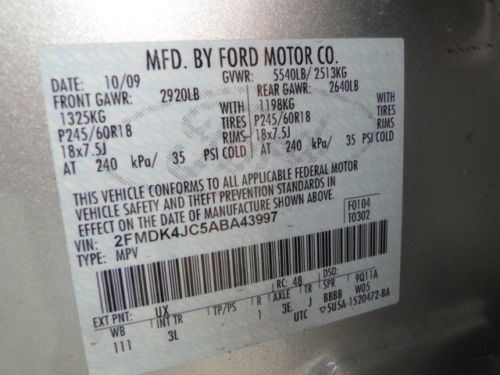 MFD. BY FORD MOTOR CO.
DATE: 10/09 GVWR: 5540LB/ 2513KG
FRONT GAWR: 2920LB REAR GAWR: 2640LB
1325KG WITH 1198KG WITH
P245/60R18 TIRES P245/60R18 TIRES
18x7.5J RIMS 18x7.5J RIMS
AT 240 kPa/ 35 PSI COLD AT 240 kPa/ 35 PSI COLD
THIS VEHICLE CONFORMS TO ALL APPLICABLE FEDERAL MOTOR
VEHICLE SAFETY AND THEFT PREVENTION STANDARDS IN
EFFECT ON THE DATE OF MANUFACTURE SHOWN ABOVE.
VIN: 2FMDK4JC5ABA43997 F0104
TYPE: MPV 10302
RC: 48 DSO:
EXT PNT: UX AXLE TR SPR 9Q11A
WB INT TR TP/PS R 3E J BBBB W05
111 3L 1 UTC ▽5U5A-1520472-BA